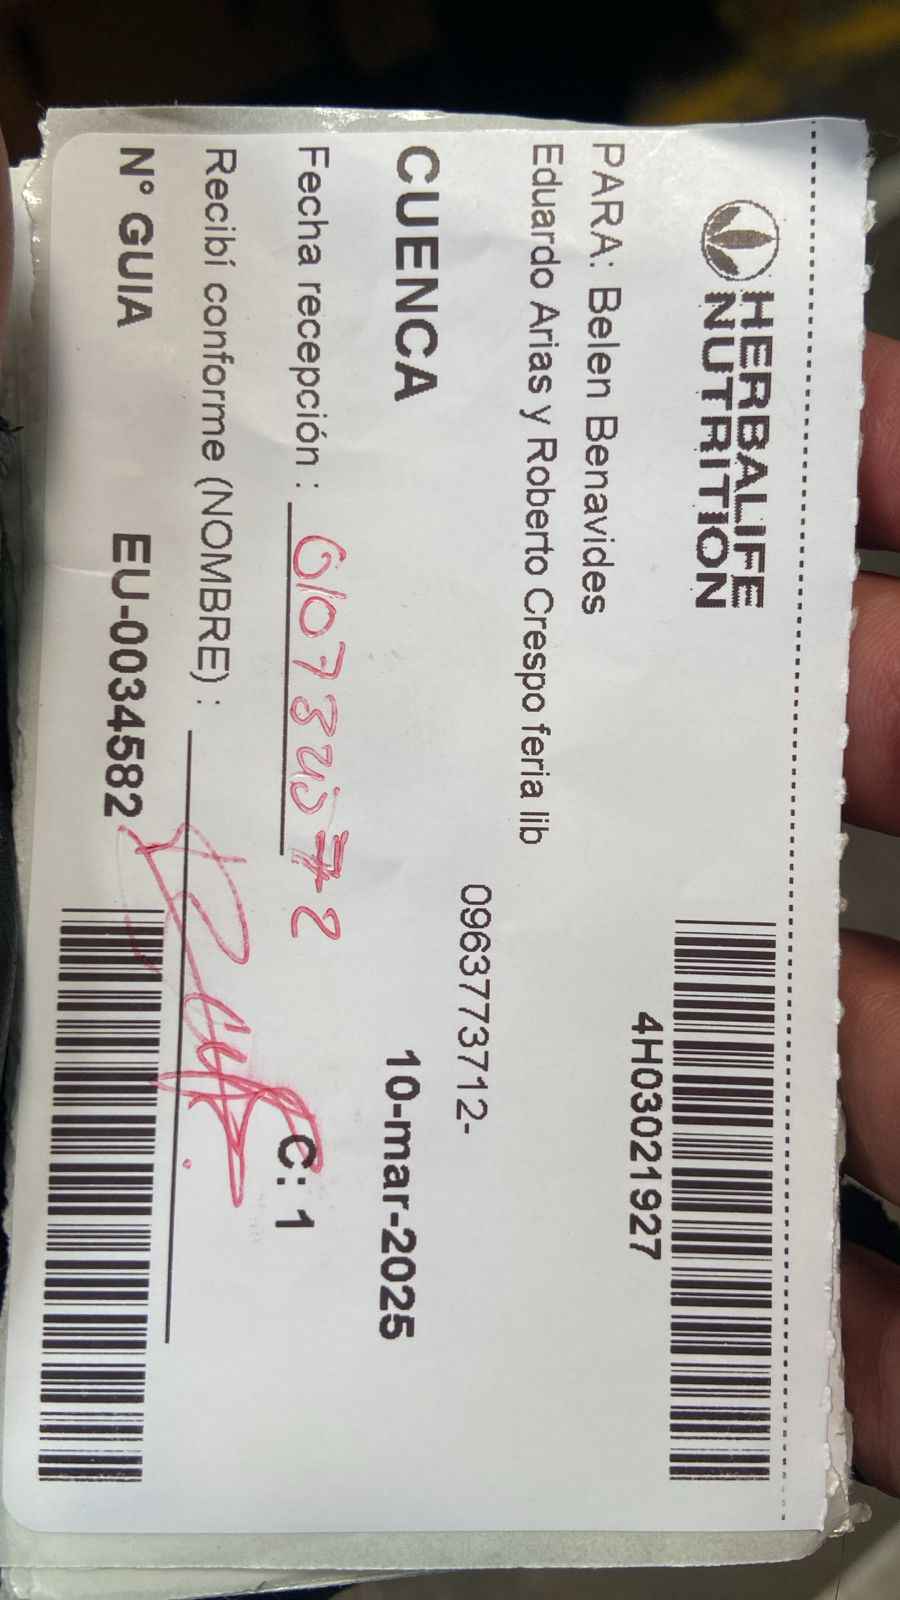 HERBALIFE
NUTRITION
4H03021927
PARA: Belen Benavides
Eduardo Arias y Roberto Crespo feria lib
0963773712-
CUENCA
10-mar-2025
Fecha recepción :
C: 1
Recibí conforme (NOMBRE) :
N° GUIA EU-0034582